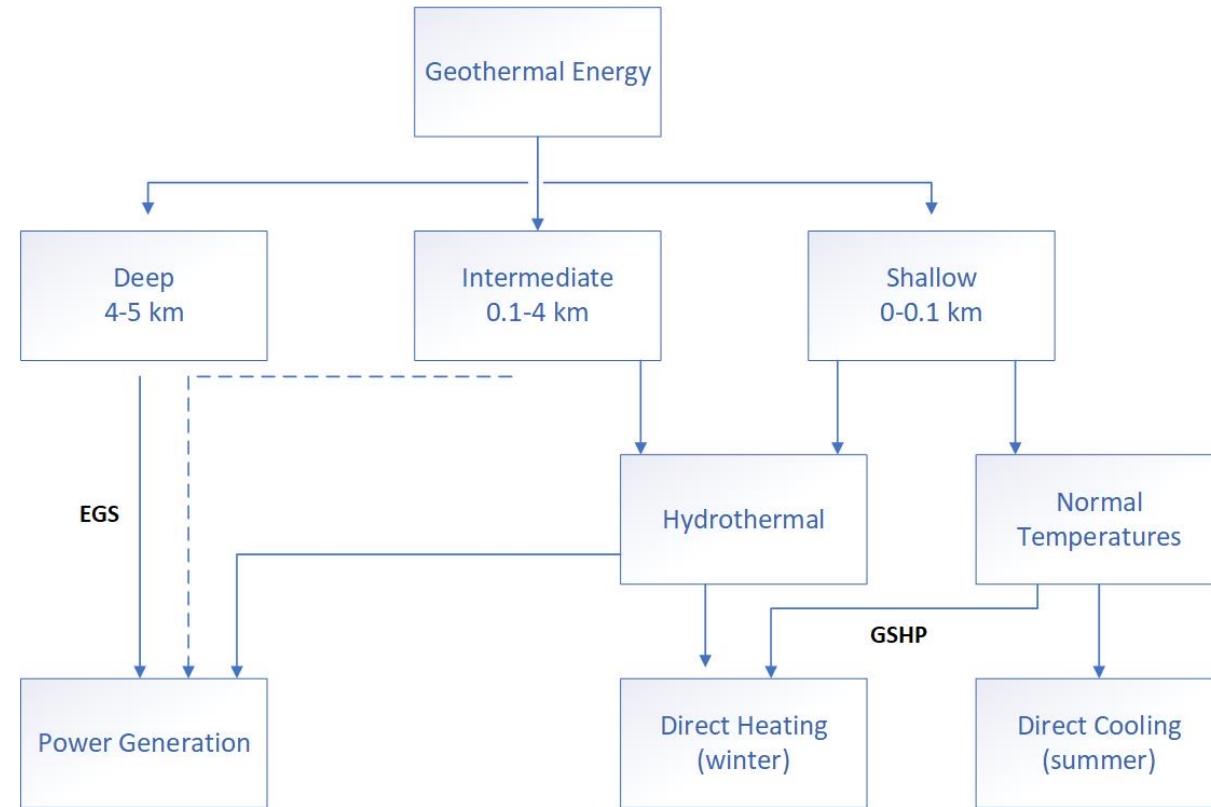 Geothermal Energy
Deep
4-5 km
Intermediate
0.1-4 km
Shallow
0-0.1 km
EGS
Hydrothermal
Normal
Temperatures
GSHP
Power Generation
Direct Heating
(winter)
Direct Cooling
(summer)